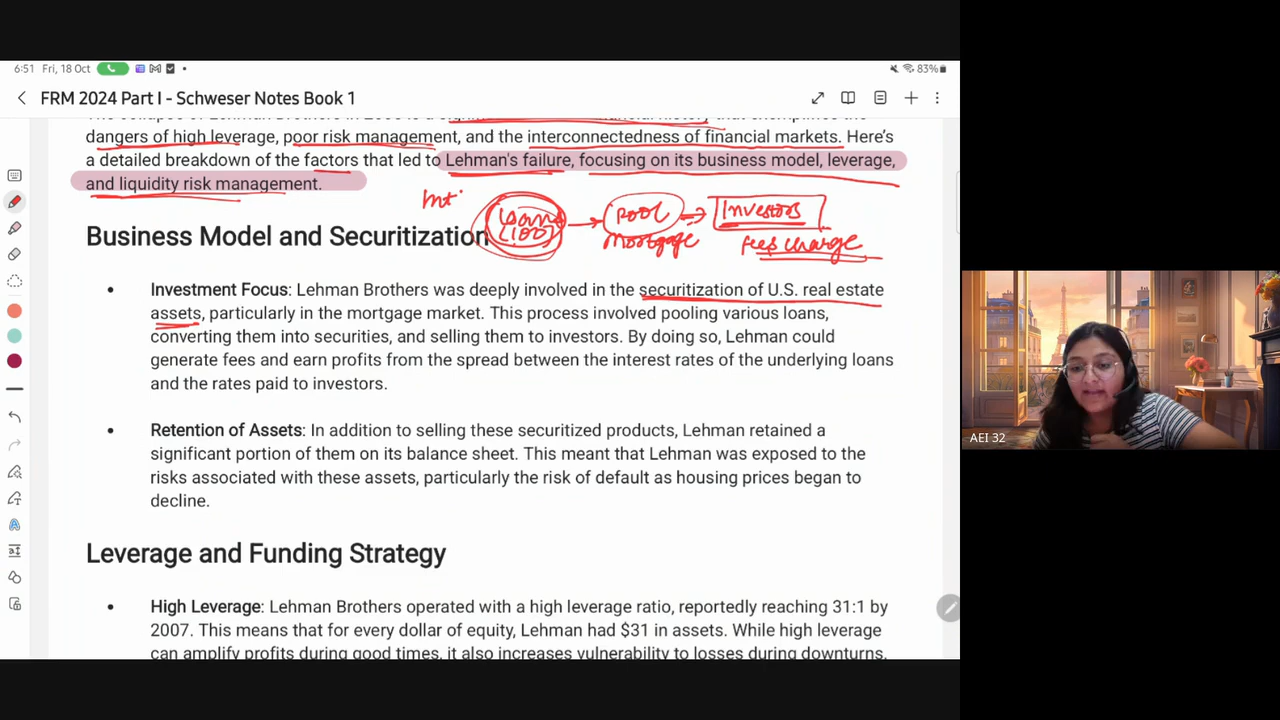 6:51 Fri, 18 Oct 83%
FRM 2024 Part I - Schweser Notes Book 1
dangers of high leverage, poor risk management, and the interconnectedness of financial markets. Here's
a detailed breakdown of the factors that led to Lehman's failure, focusing on its business model, leverage,
and liquidity risk management.
Int
Loans → Pool → Investors
(100)
Mortgage
Fees charge
Business Model and Securitization
• Investment Focus: Lehman Brothers was deeply involved in the securitization of U.S. real estate
assets, particularly in the mortgage market. This process involved pooling various loans,
converting them into securities, and selling them to investors. By doing so, Lehman could
generate fees and earn profits from the spread between the interest rates of the underlying loans
and the rates paid to investors.
• Retention of Assets: In addition to selling these securitized products, Lehman retained a
significant portion of them on its balance sheet. This meant that Lehman was exposed to the
risks associated with these assets, particularly the risk of default as housing prices began to
decline.
Leverage and Funding Strategy
• High Leverage: Lehman Brothers operated with a high leverage ratio, reportedly reaching 31:1 by
2007. This means that for every dollar of equity, Lehman had $31 in assets. While high leverage
can amplify profits during good times, it also increases vulnerability to losses during downturns.
AEI 32